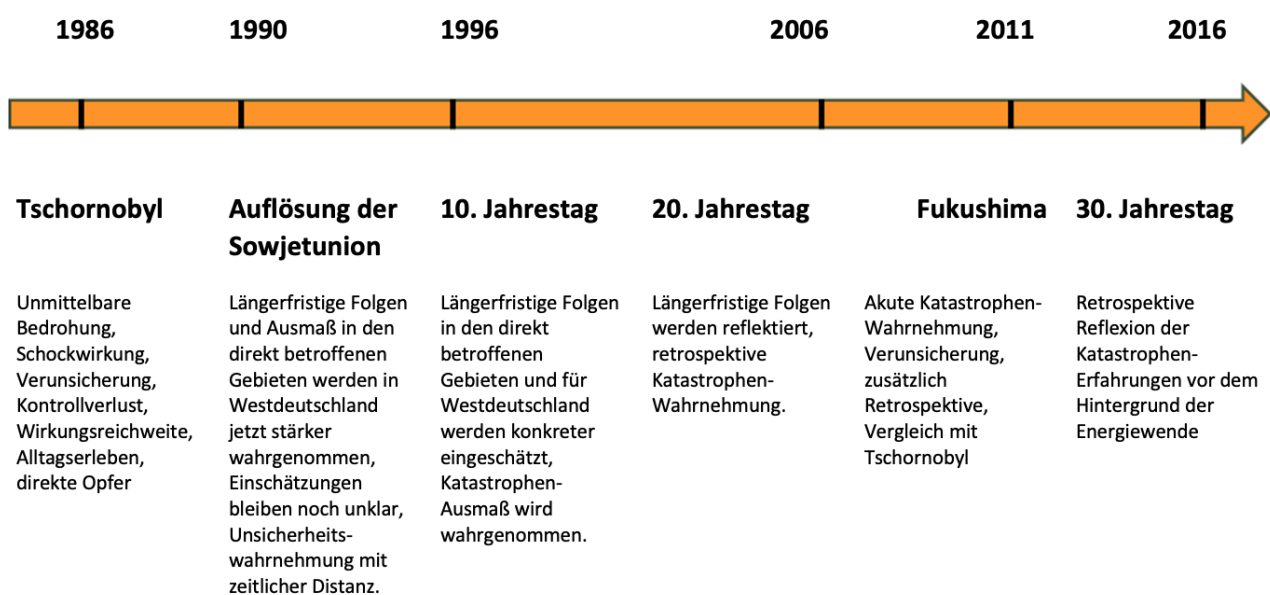 1986
1990
1996
2006
2011
2016
Tschornobyl
Auflösung der
Sowjetunion
10. Jahrestag
20. Jahrestag
Fukushima
30. Jahrestag
Unmittelbare
Bedrohung,
Schockwirkung,
Verunsicherung,
Kontrollverlust,
Wirkungsreichweite,
Alltagserleben,
direkte Opfer
Längerfristige Folgen
und Ausmaß in den
direkt betroffenen
Gebieten werden in
Westdeutschland
jetzt stärker
wahrgenommen,
Einschätzungen
bleiben noch unklar,
Unsicherheits-
wahrnehmung mit
zeitlicher Distanz.
Längerfristige Folgen
in den direkt
betroffenen
Gebieten und für
Westdeutschland
werden konkreter
eingeschätzt,
Katastrophen-
Ausmaß wird
wahrgenommen.
Längerfristige Folgen
werden reflektiert,
retrospektive
Katastrophen-
Wahrnehmung.
Akute Katastrophen-
Wahrnehmung,
Verunsicherung,
zusätzlich
Retrospektive,
Vergleich mit
Tschornobyl
Retrospektive
Reflexion der
Katastrophen-
Erfahrungen vor dem
Hintergrund der
Energiewende